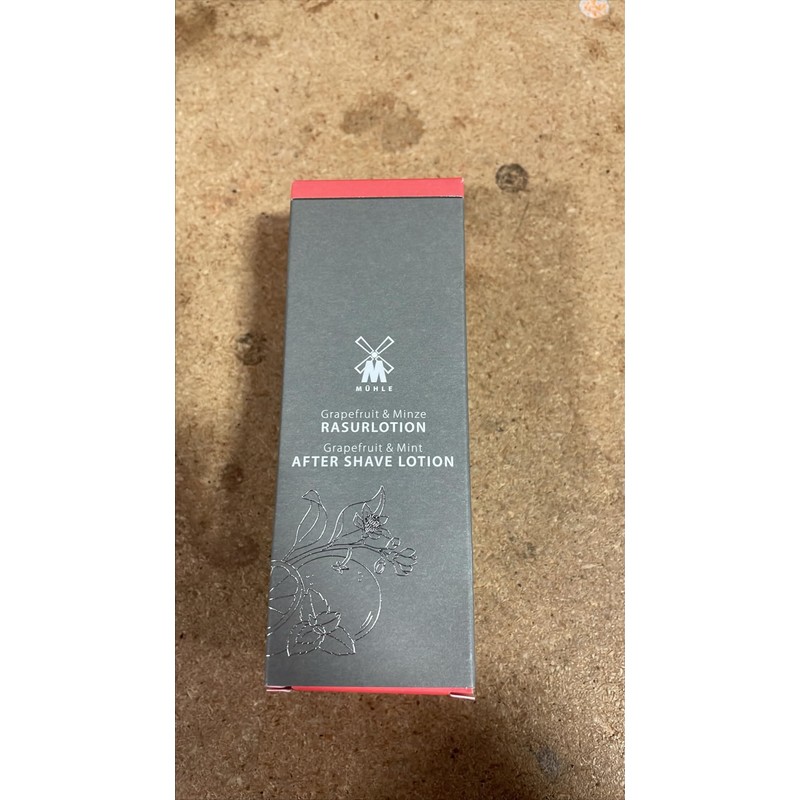 M
MÜHLE
Grapefruit & Minze
RASURLOTION
Grapefruit & Mint
AFTER SHAVE LOTION